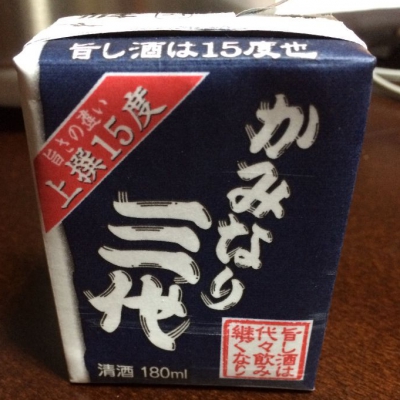 旨し酒は15度也
旨さの違い
上撰15度
かみなり
三代
旨し酒は
代々飲み
継ぐなり
清酒 180ml